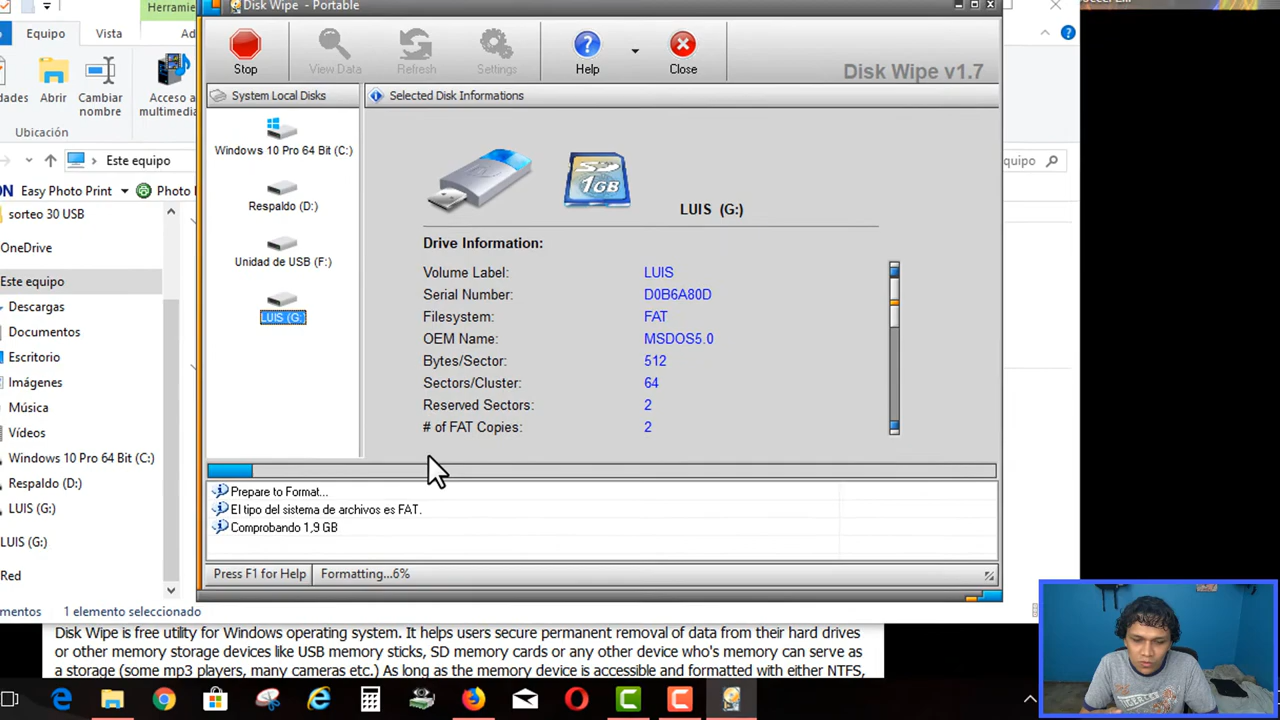 Herramie
Disk Wipe - Portable
Equipo
Vista
Stop
View Data
Refresh
Settings
Help
Close
Disk Wipe v1.7
Abrir
Cambiar
nombre
Acceso a
multimedia
Ubicación
System Local Disks
Selected Disk Informations
Windows 10 Pro 64 Bit (C:)
Respaldo (D:)
Unidad de USB (F:)
LUIS (G:)
1GB
LUIS (G:)
Drive Information:
Volume Label: LUIS
Serial Number: D0B6A80D
Filesystem: FAT
OEM Name: MSDOS5.0
Bytes/Sector: 512
Sectors/Cluster: 64
Reserved Sectors: 2
# of FAT Copies: 2
Este equipo
Easy Photo Print
Photo
sorteo 30 USB
OneDrive
Este equipo
Descargas
Documentos
Escritorio
Imágenes
Música
Vídeos
Windows 10 Pro 64 Bit (C:)
Respaldo (D:)
LUIS (G:)
LUIS (G:)
Red
1 elemento seleccionado
Prepare to Format...
El tipo del sistema de archivos es FAT.
Comprobando 1,9 GB
Press F1 for Help
Formatting...6%
Disk Wipe is free utility for Windows operating system. It helps users secure permanent removal of data from their hard drives
or other memory storage devices like USB memory sticks, SD memory cards or any other device who's memory can serve as
a storage (some mp3 players, many cameras etc.) As long as the memory device is accessible and formatted with either NTFS,